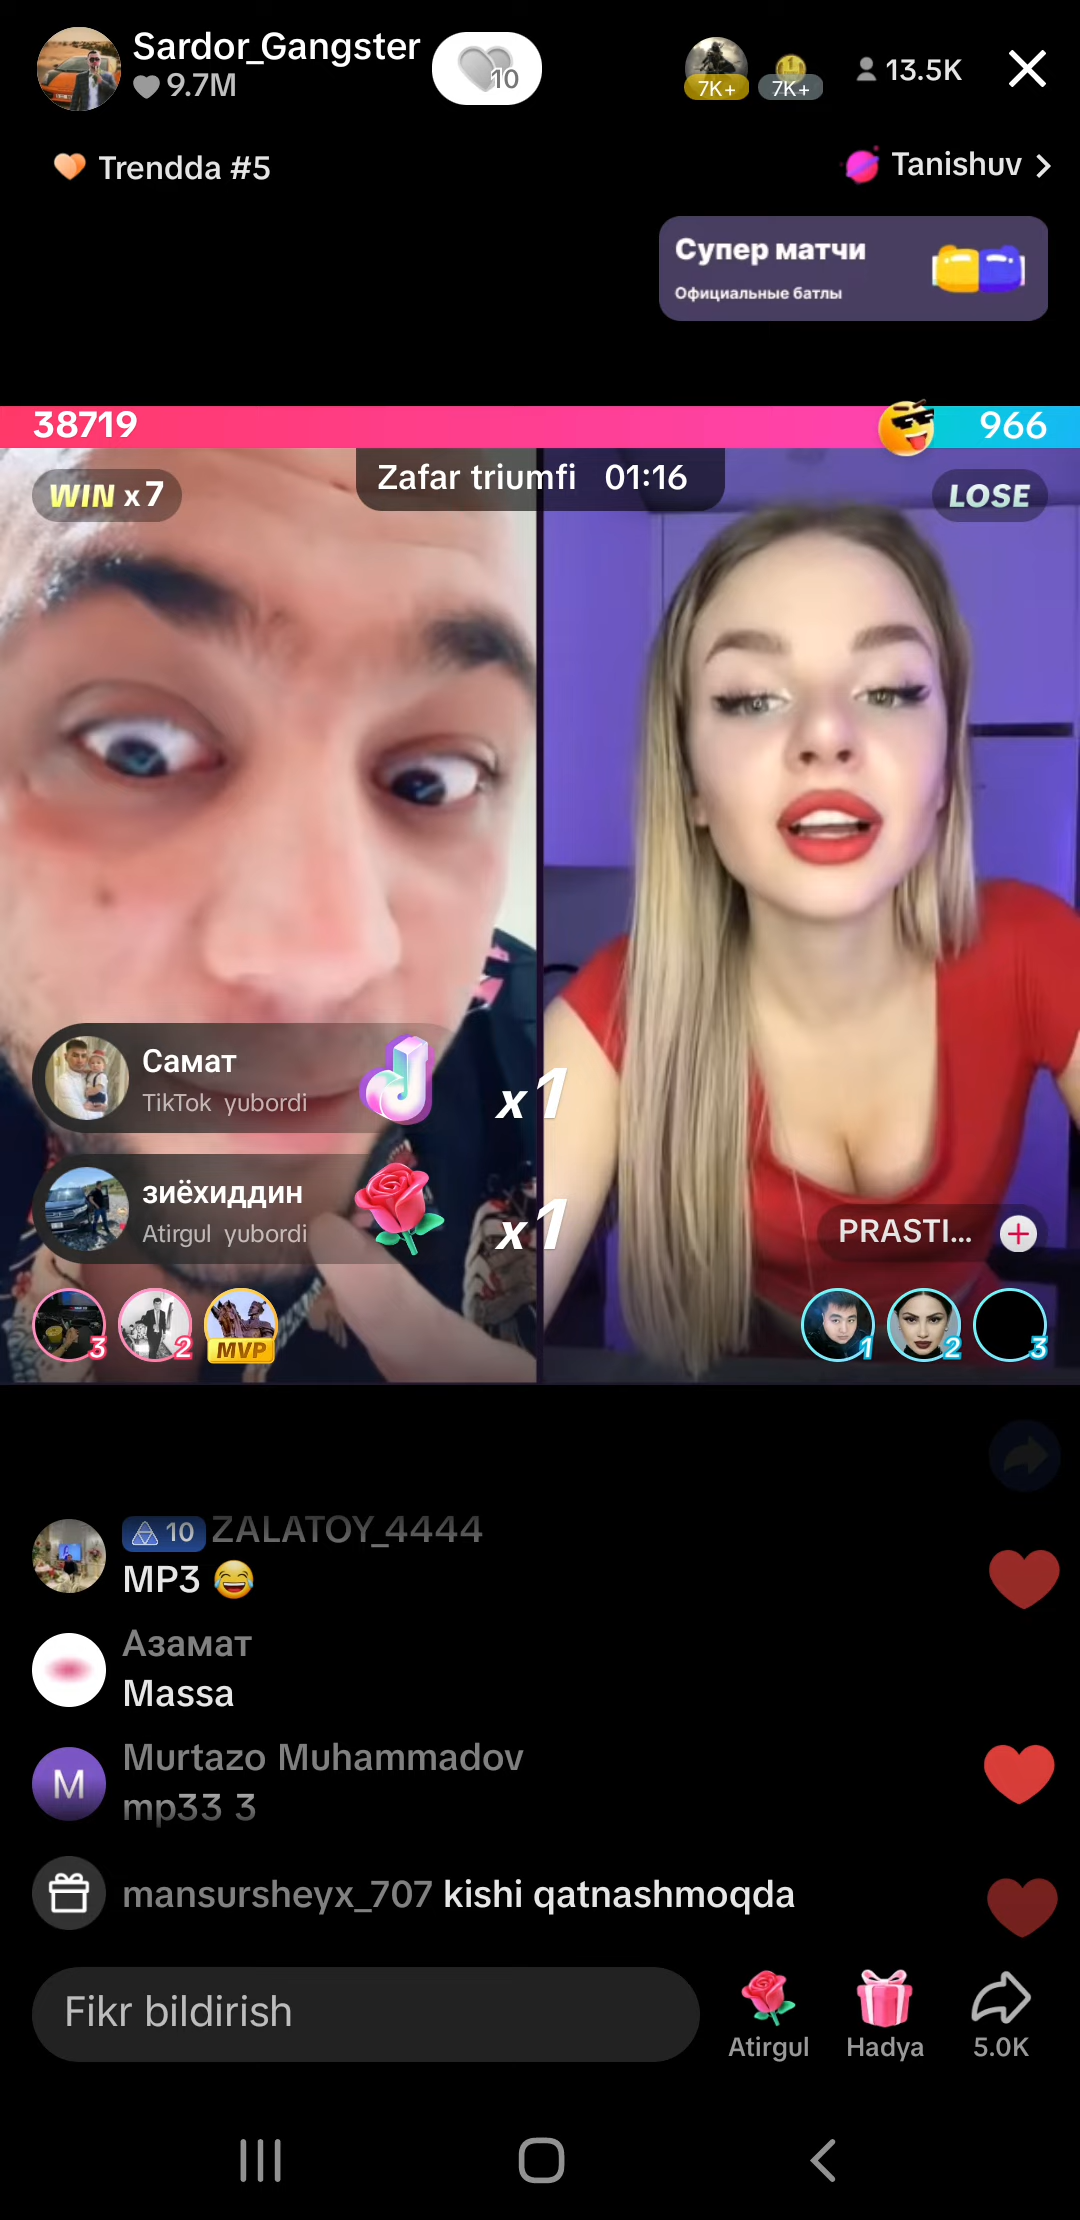 Sardor_Gangster
9.7M
10
7K+
7K+
13.5K
Trendda #5
Tanishuv
Супер матчи
Официальные батлы
38719
966
WIN x7
Zafar triumfi 01:16
LOSE
Самат
TikTok yubordi
x1
зиёхиддин
Atirgul yubordi
x1
PRASTI...
3
2
MVP
1
2
3
10 ZALATOY_4444
MP3 😂
Азамат
Massa
M
Murtazo Muhammadov
mp33 3
mansursheyx_707 kishi qatnashmoqda
Fikr bildirish
Atirgul
Hadya
5.0K